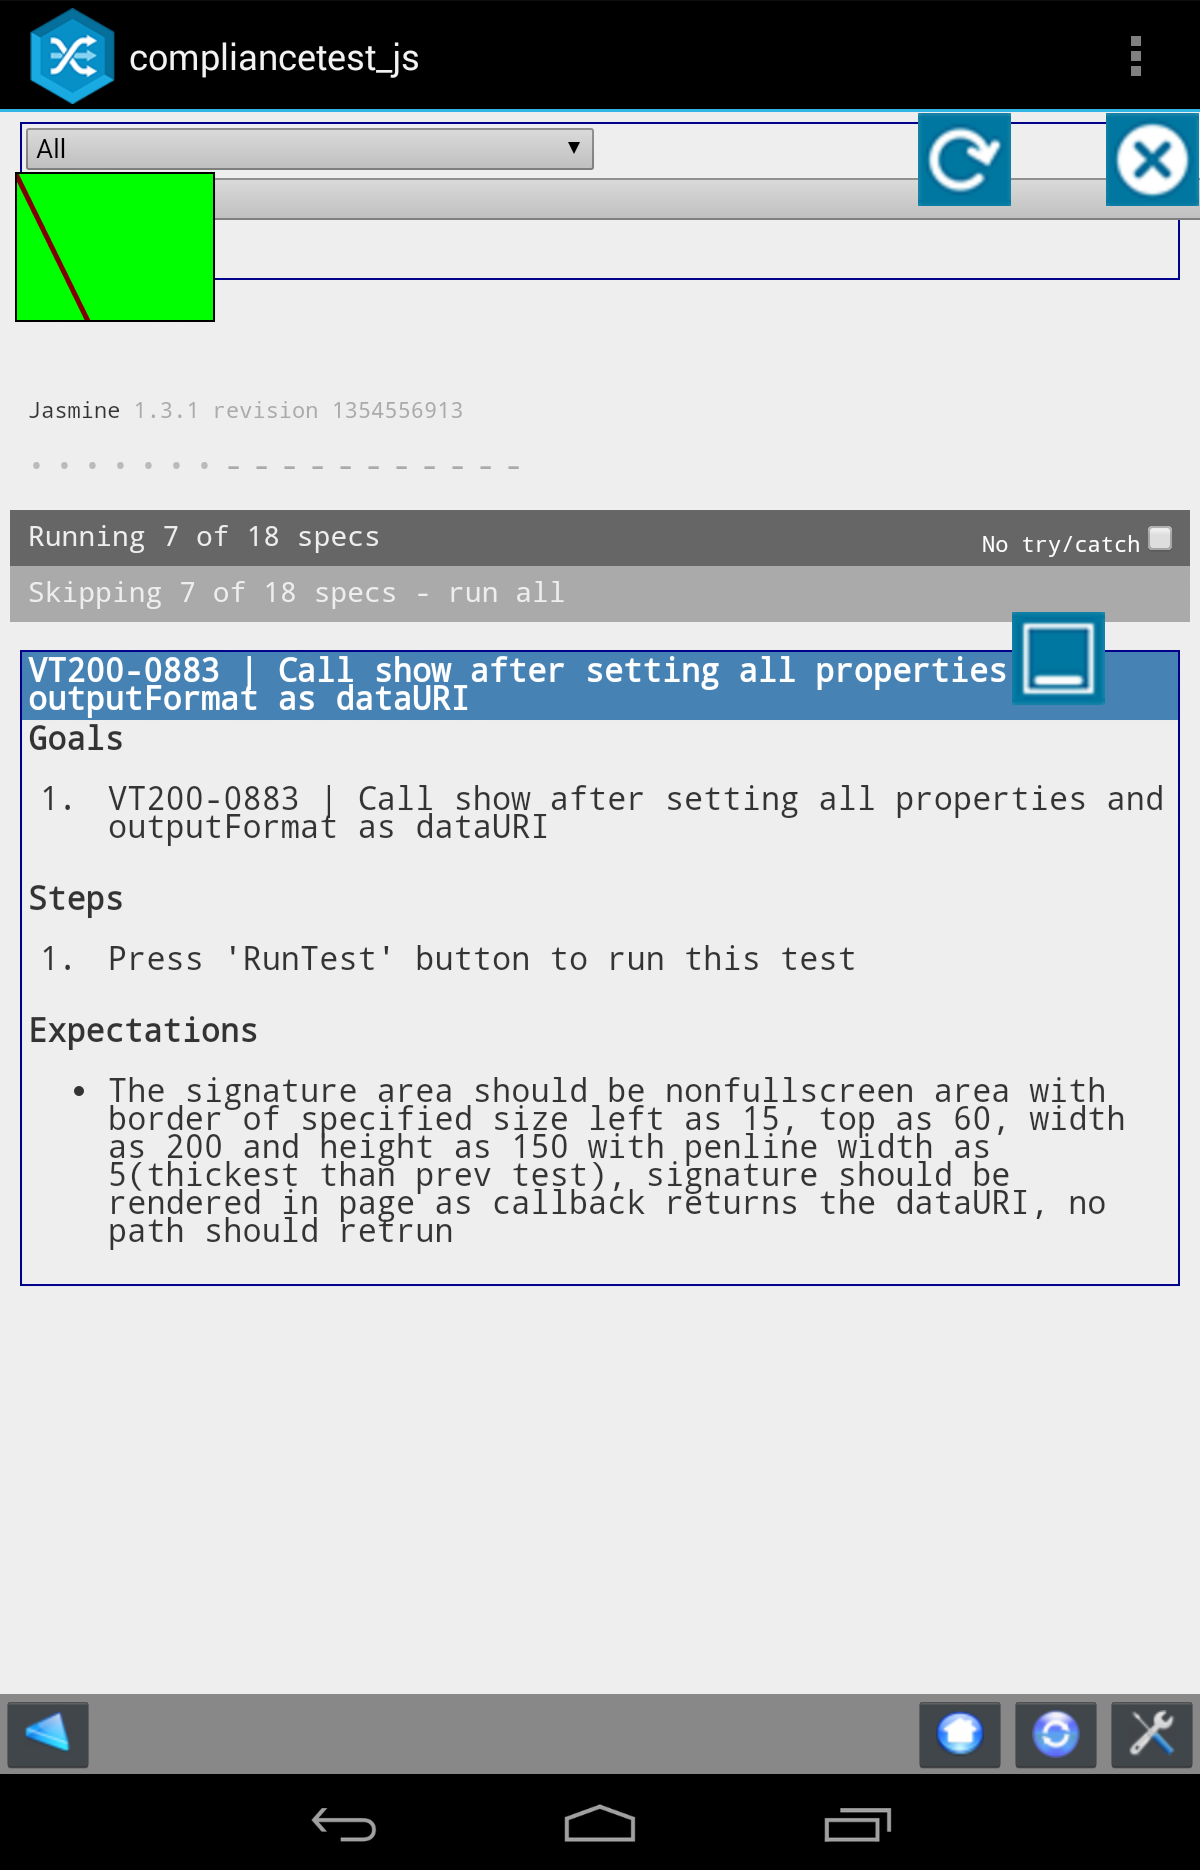 compliancetest_js
All
Jasmine 1.3.1 revision 1354556913
Running 7 of 18 specs
No try/catch
Skipping 7 of 18 specs - run all
VT200-0883 | Call show after setting all properties
outputFormat as dataURI
Goals
1. VT200-0883 | Call show after setting all properties and
outputFormat as dataURI
Steps
1. Press 'RunTest' button to run this test
Expectations
• The signature area should be nonfullscreen area with
border of specified size left as 15, top as 60, width
as 200 and height as 150 with penline width as
5(thickest than prev test), signature should be
rendered in page as callback returns the dataURI, no
path should retrun